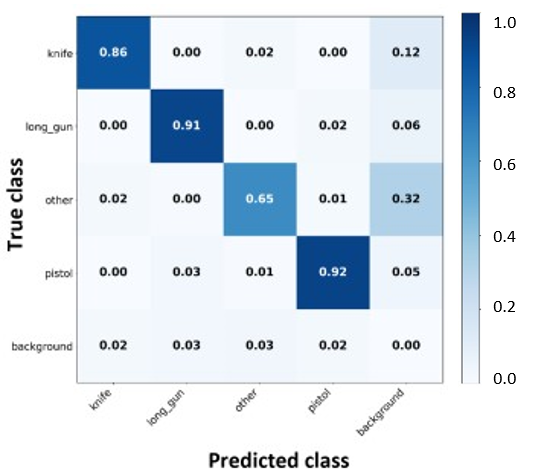 knife 0.86 0.00 0.02 0.00 0.12
long_gun 0.00 0.91 0.00 0.02 0.06
other 0.02 0.00 0.65 0.01 0.32
pistol 0.00 0.03 0.01 0.92 0.05
background 0.02 0.03 0.03 0.02 0.00
knife long_gun other pistol background
True class
Predicted class
1.0
0.8
0.6
0.4
0.2
0.0